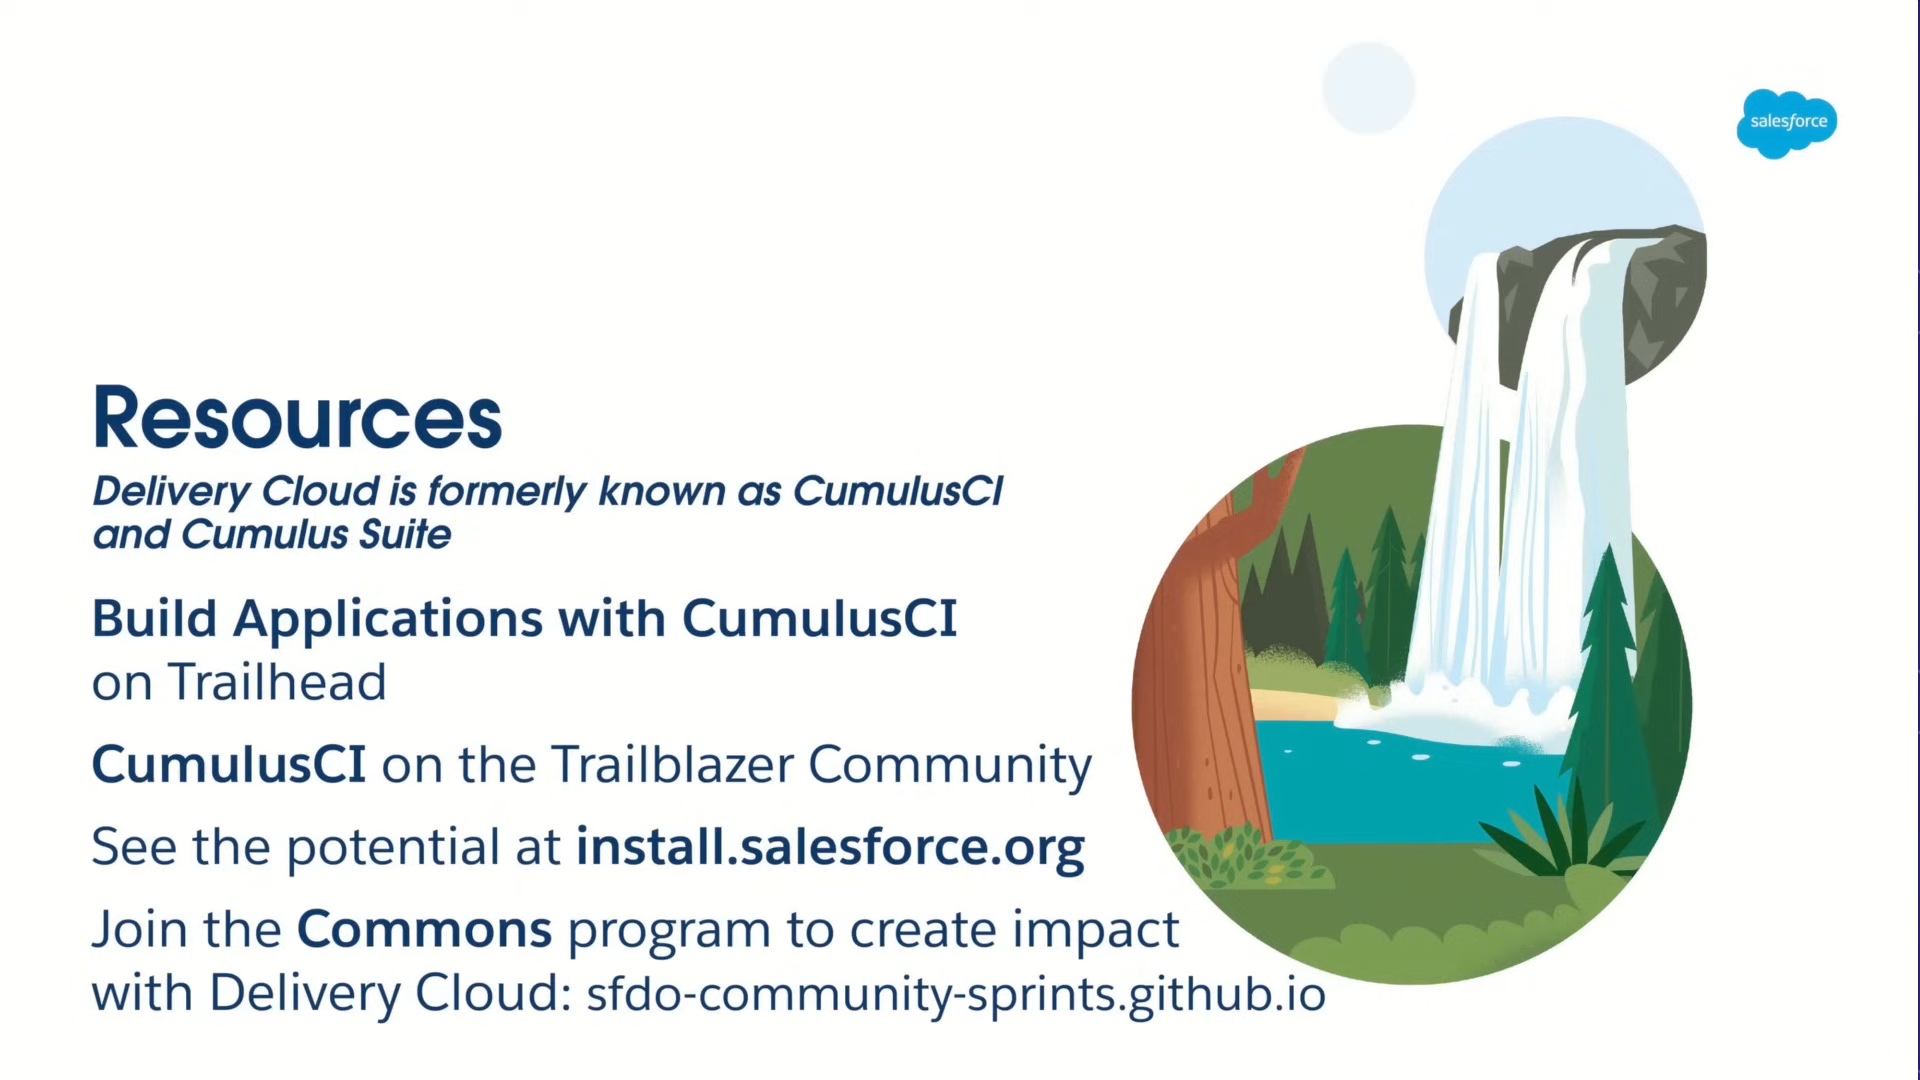 salesforce
Resources
Delivery Cloud is formerly known as CumulusCI
and Cumulus Suite
Build Applications with CumulusCI
on Trailhead
CumulusCI on the Trailblazer Community
See the potential at install.salesforce.org
Join the Commons program to create impact
with Delivery Cloud: sfdo-community-sprints.github.io